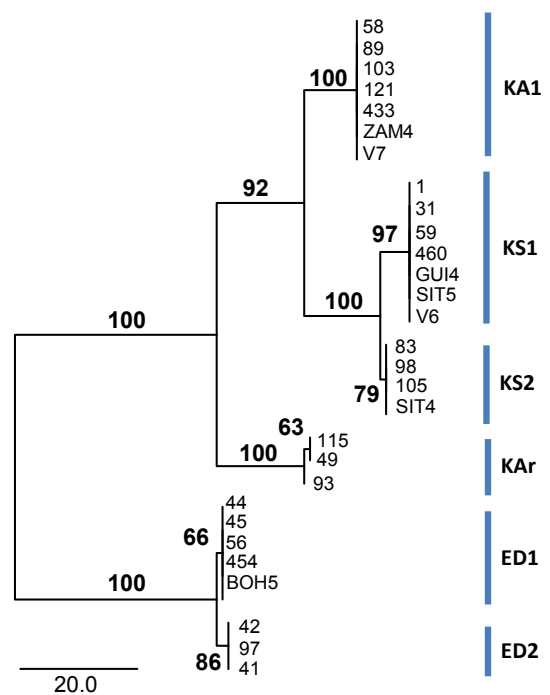 58
89
103
100
121
KA1
433
ZAM4
V7
1
92
31
59
97
460
KS1
GUI4
SIT5
100
V6
100
83
98
105
KS2
79
SIT4
63
115
49
KAr
100
93
44
45
66
56
454
ED1
100
BOH5
42
97
ED2
86
41
20.0